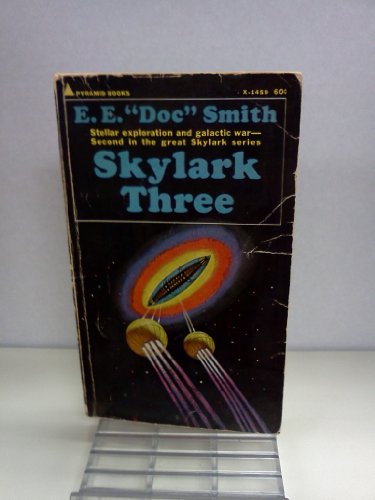 PYRAMID BOOKS X-1459 60¢
E. E. "Doc" Smith
Stellar exploration and galactic war—
Second in the great Skylark series
Skylark
Three